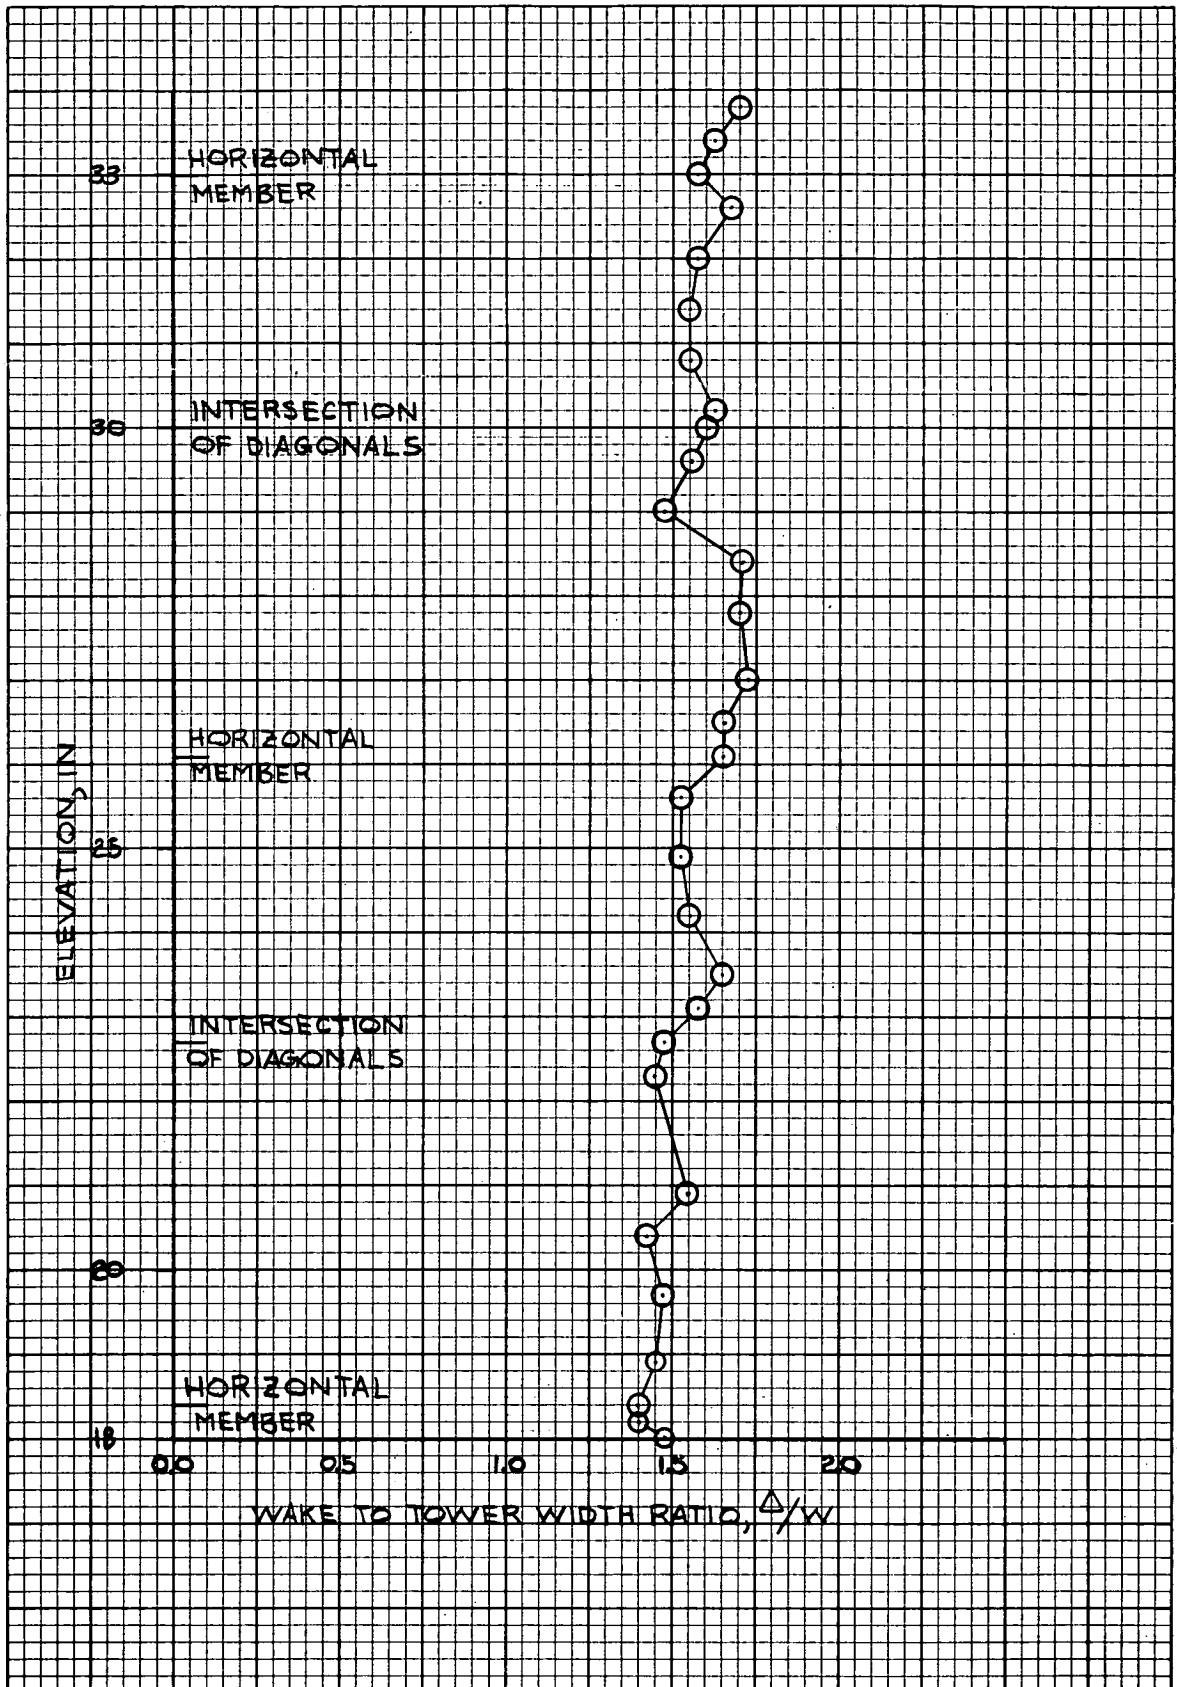 33
HORIZONTAL
MEMBER
30
INTERSECTION
OF DIAGONALS
HORIZONTAL
MEMBER
ELEVATION, IN
25
INTERSECTION
OF DIAGONALS
20
HORIZONTAL
MEMBER
18
0.0 0.5 1.0 1.5 2.0
WAKE TO TOWER WIDTH RATIO, Δ/W